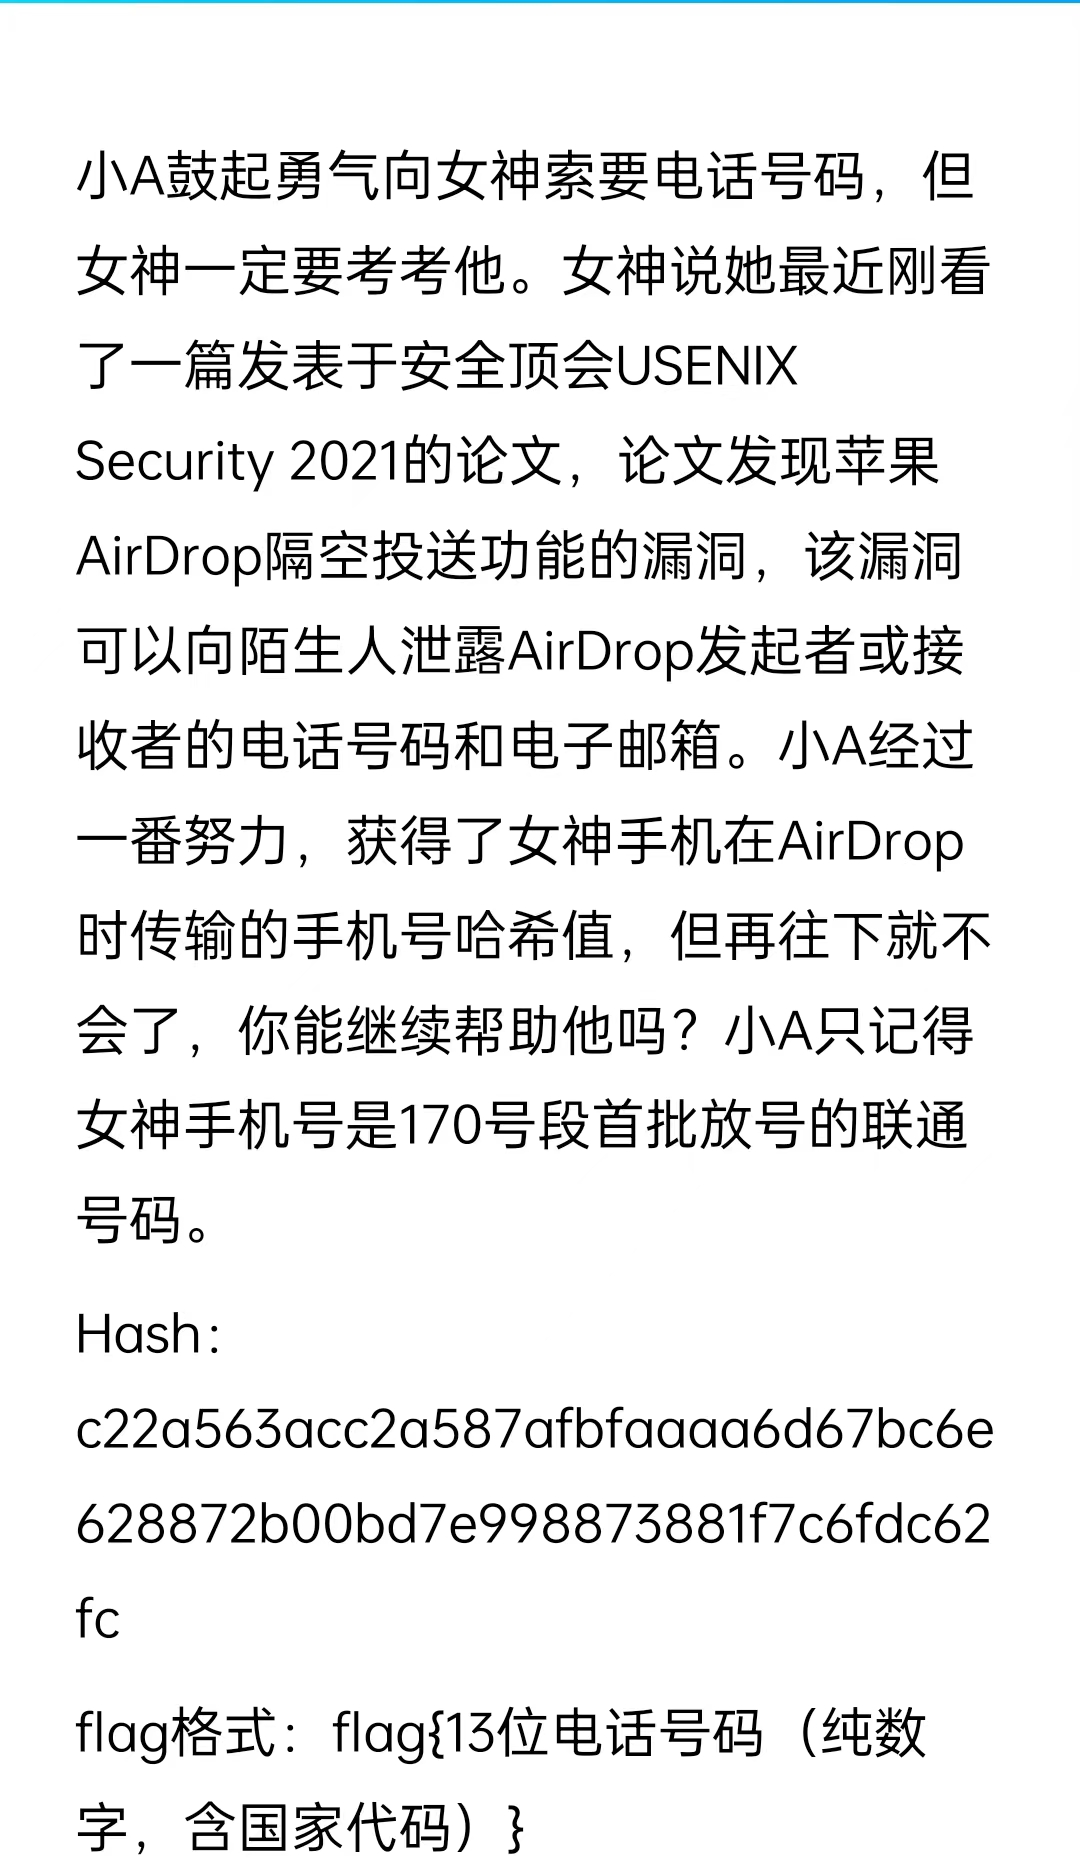 小A鼓起勇气向女神索要电话号码，但
女神一定要考考他。女神说她最近刚看
了一篇发表于安全顶会USENIX
Security 2021的论文，论文发现苹果
AirDrop隔空投送功能的漏洞，该漏洞
可以向陌生人泄露AirDrop发起者或接
收者的电话号码和电子邮箱。小A经过
一番努力，获得了女神手机在AirDrop
时传输的手机号哈希值，但再往下就不
会了，你能继续帮助他吗？小A只记得
女神手机号是170号段首批放号的联通
号码。
Hash：
c22a563acc2a587afbfaaaa6d67bc6e
628872b00bd7e998873881f7c6fdc62
fc
flag格式：flag{13位电话号码（纯数
字，含国家代码）}